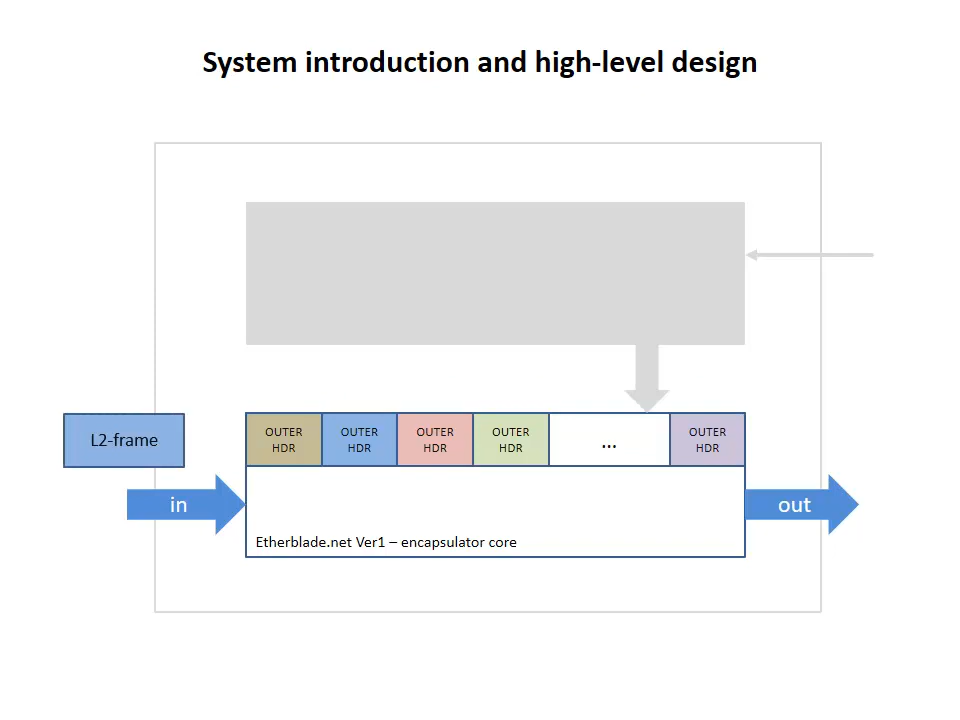 System introduction and high-level design
OUTER OUTER OUTER OUTER OUTER
HDR HDR HDR HDR ... HDR
L2-frame
in
out
Etherblade.net Ver1 – encapsulator core